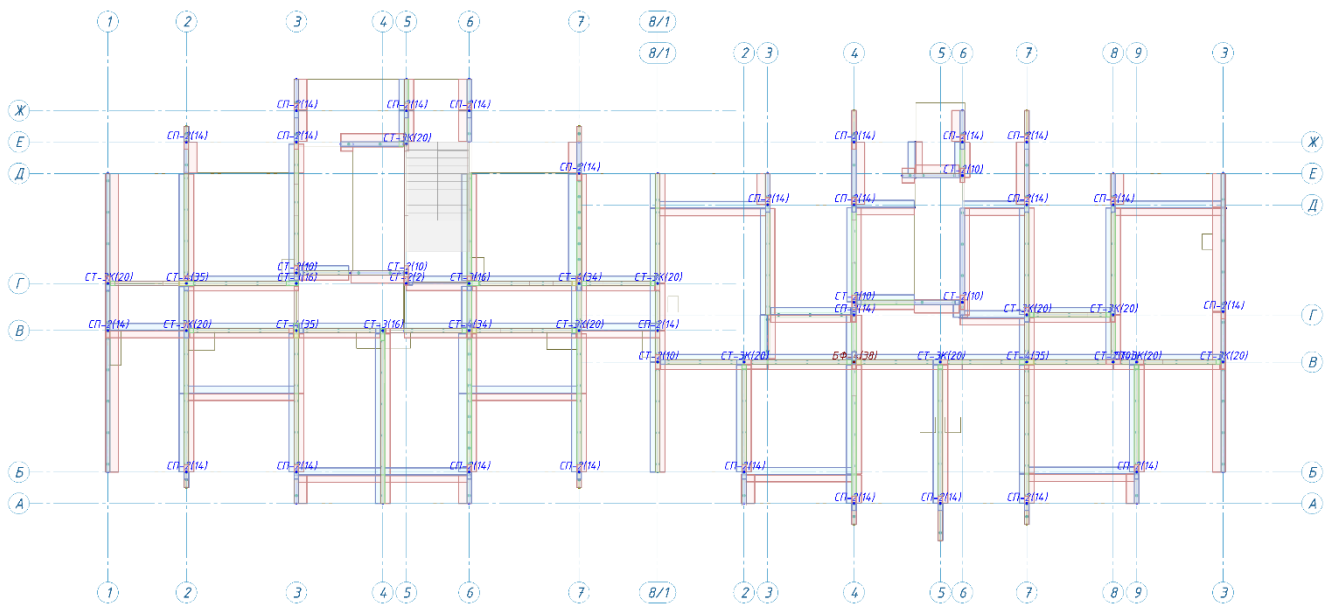 1 2 3 4 5 6 7 8/1
8/1 2 3 4 5 6 7 8 9 3
Ж СП-2(14) СП-2(14) СП-2(14)
Е СП-2(14) СП-2(14) СТ-3К(20) СП-2(14) СП-2(14) СП-2(14) Ж
Д СП-2(14) СТ-2(10) Е
СП-2(14) СП-2(14) СП-2(14) СП-2(14) Д
СТ-2(10) СТ-2(10)
Г СТ-3К(20) СТ-4(35) СТ-3(16) СТ-3(16) СТ-4(34) СТ-3К(20)
СТ-2(10) СТ-2(10)
СП-2(14) СТ-3К(20) СТ-3К(20) СП-2(14) Г
В СП-2(14) СТ-3К(20) СТ-4(35) СТ-3(16) СТ-4(34) СТ-3К(20) СП-2(14)
СТ-2(10) СТ-3К(20) СТ-3К(20) СТ-4(35) СТ-3К(20) В
Б СП-2(14) СП-2(14) СП-2(14) СП-2(14) СП-2(14) СП-2(14) Б
А СП-2(14) СП-2(14) СП-2(14) А
1 2 3 4 5 6 7 8/1 2 3 4 5 6 7 8 9 3